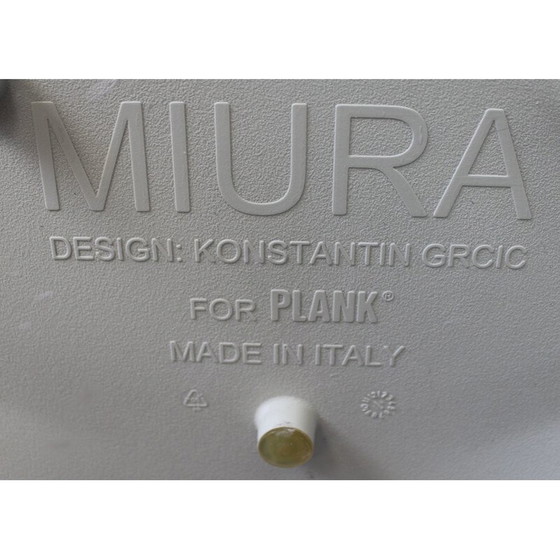 MIURA
DESIGN: KONSTANTIN GRCIC
FOR PLANK®
MADE IN ITALY